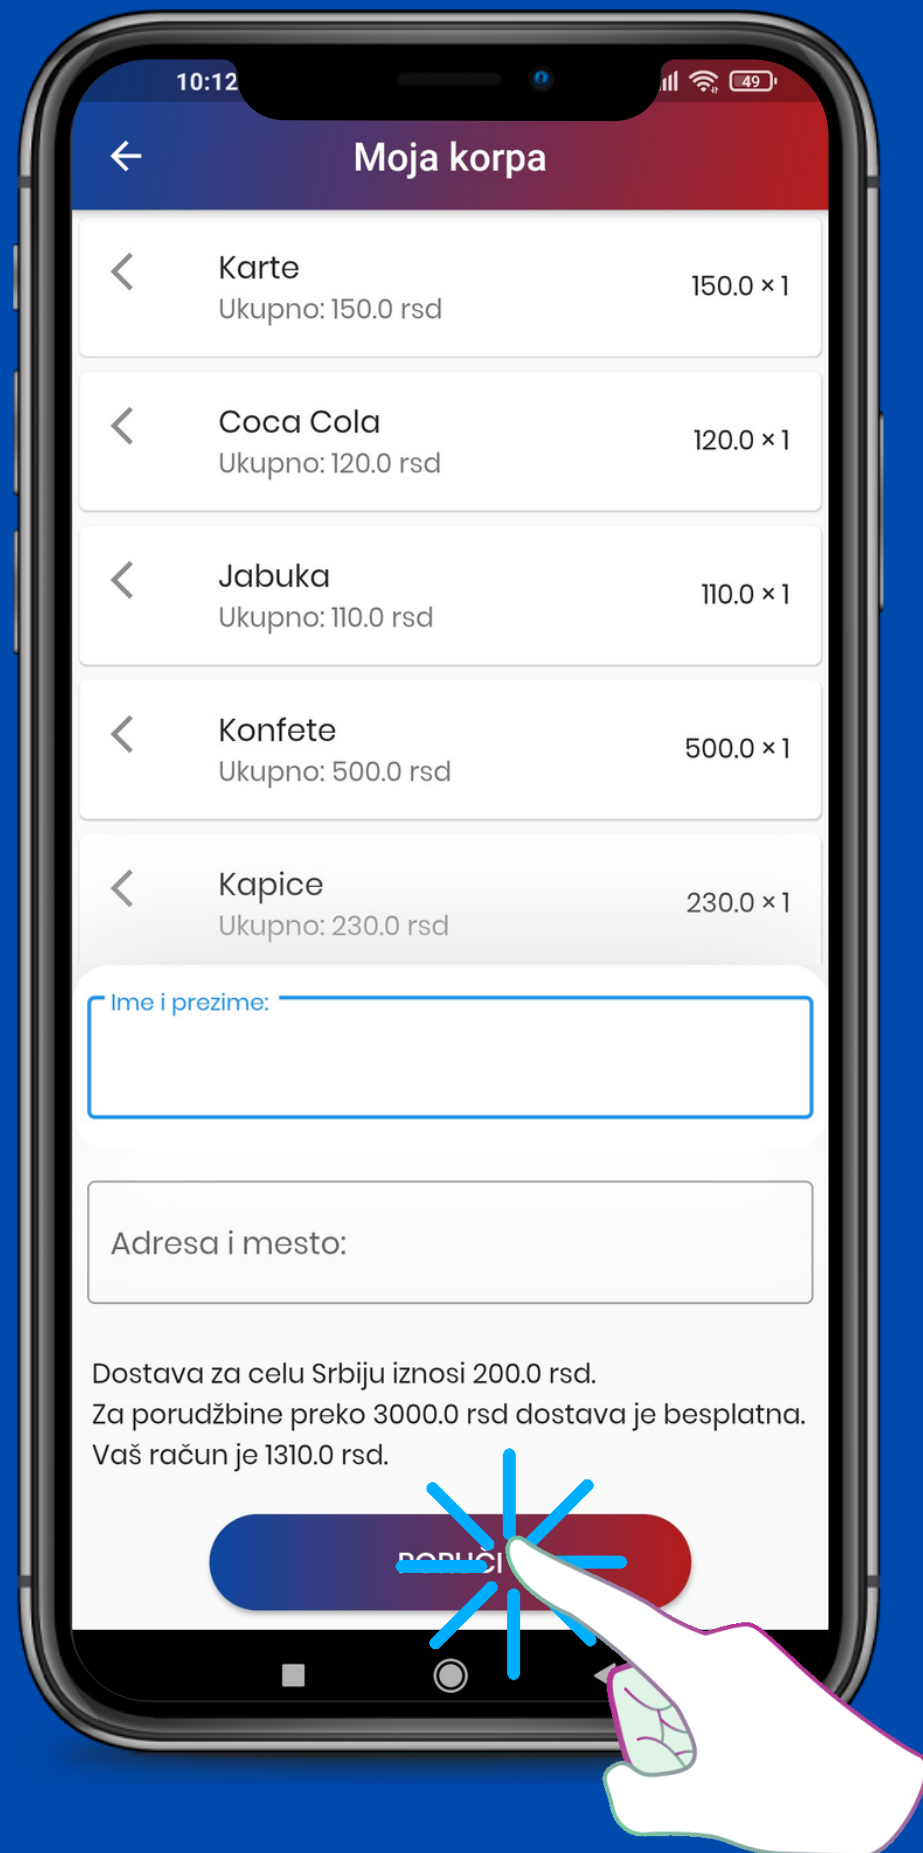 10:12
49
Moja korpa
Karte
Ukupno: 150.0 rsd
150.0 × 1
Coca Cola
Ukupno: 120.0 rsd
120.0 × 1
Jabuka
Ukupno: 110.0 rsd
110.0 × 1
Konfete
Ukupno: 500.0 rsd
500.0 × 1
Kapice
Ukupno: 230.0 rsd
230.0 × 1
Ime i prezime:
Adresa i mesto:
Dostava za celu Srbiju iznosi 200.0 rsd.
Za porudžbine preko 3000.0 rsd dostava je besplatna.
Vaš račun je 1310.0 rsd.
PORUČI